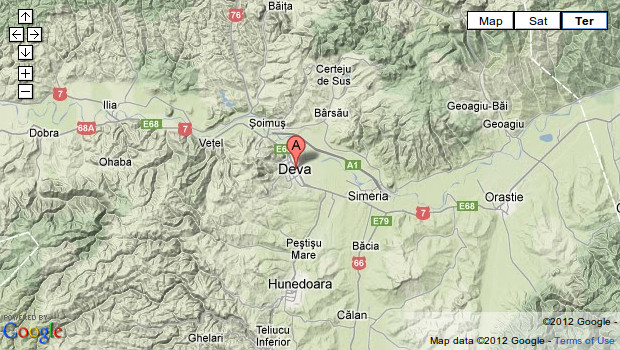 Băița
Map
Sat
Ter
76
Certeju
de Sus
7
Ilia
Bârsău
Geoagiu-Băi
68A
E68
7
Șoimuș
Geoagiu
Dobra
Vețel
A
A1
Ohaba
Deva
Simeria
Orastie
7
E68
E79
Peștișu
Mare
Băcia
66
Hunedoara
Călan
POWERED BY
Google
Ghelari
Teliucu
Inferior
©2012 Google -
Map data ©2012 Google - Terms of Use